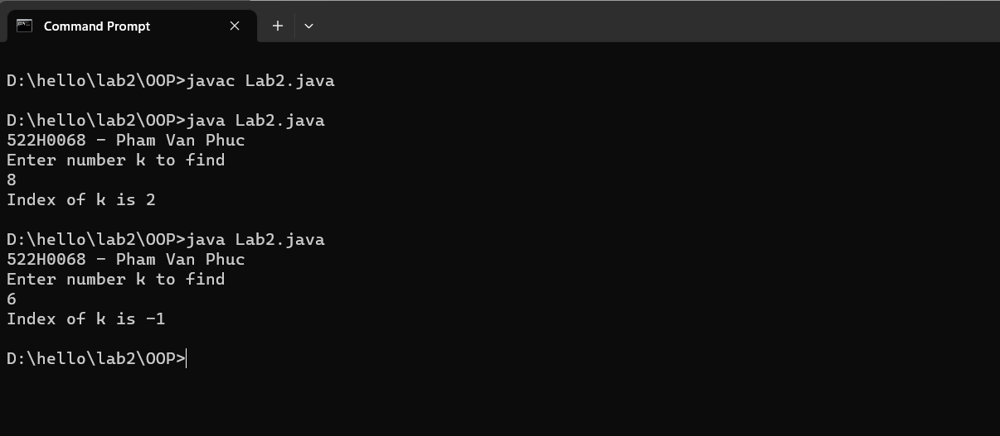 Command Prompt
D:\hello\lab2\OOP>javac Lab2.java
D:\hello\lab2\OOP>java Lab2.java
522H0068 - Pham Van Phuc
Enter number k to find
8
Index of k is 2
D:\hello\lab2\OOP>java Lab2.java
522H0068 - Pham Van Phuc
Enter number k to find
6
Index of k is -1
D:\hello\lab2\OOP>